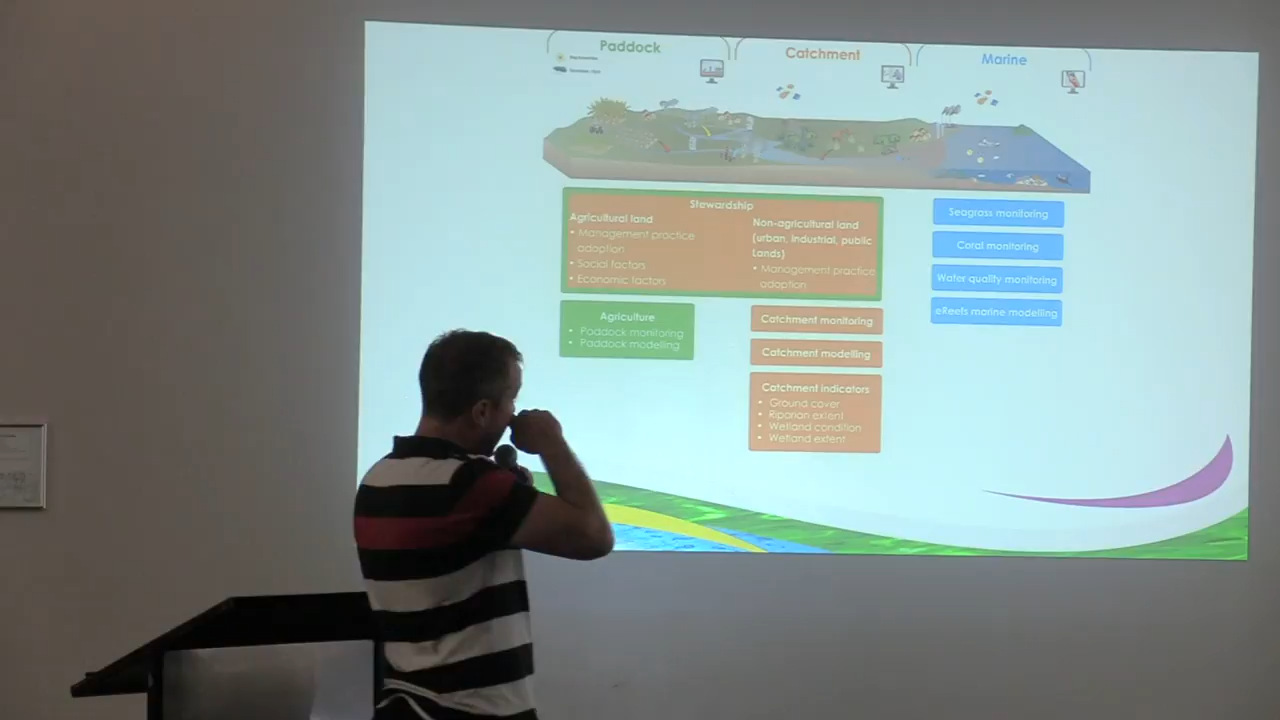 Paddock
Catchment
Marine
Stewardship
Agricultural land
• Management practice
adoption
• Social factors
• Economic factors
Non-agricultural land
(urban, industrial, public
Lands)
• Management practice
adoption
Agriculture
• Paddock monitoring
• Paddock modelling
Catchment monitoring
Catchment modelling
Catchment indicators
• Ground cover
• Riparian extent
• Wetland condition
• Wetland extent
Seagrass monitoring
Coral monitoring
Water quality monitoring
eReefs marine modelling